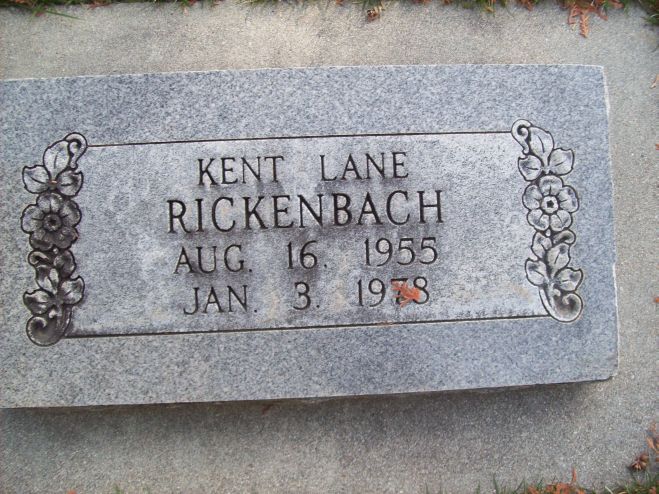 KENT LANE
RICKENBACH
AUG. 16. 1955
JAN. 3. 1978